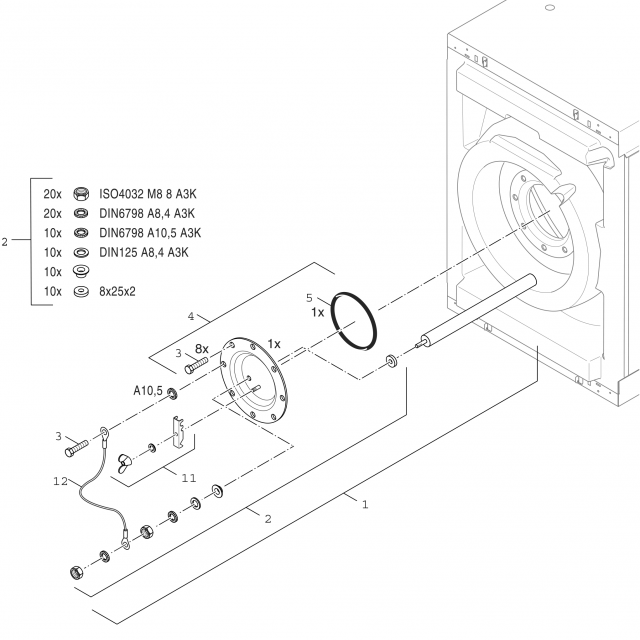 20x ISO4032 M8 8 A3K
20x DIN6798 A8,4 A3K
10x DIN6798 A10,5 A3K
2
10x DIN125 A8,4 A3K
10x
10x 8x25x2
4
5
1x
3 8x
1x
A10,5
3
12
11
2
1